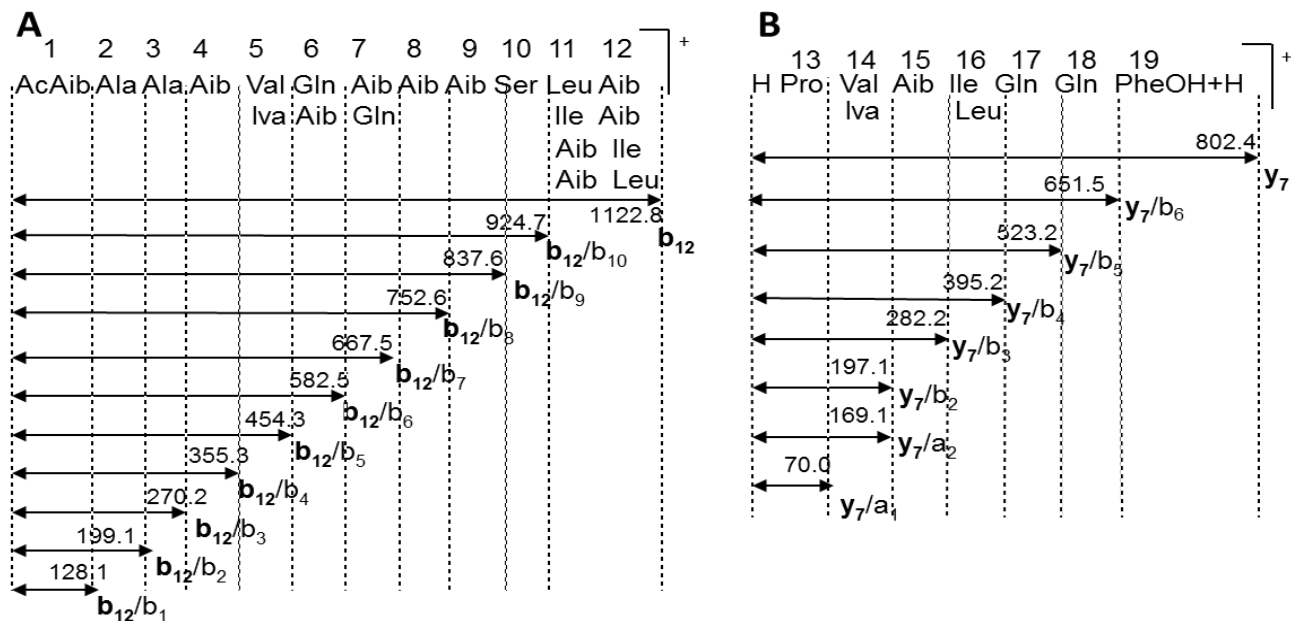 A
1 2 3 4 5 6 7 8 9 10 11 12
+
AcAib Ala Ala Aib Val Gln Aib Aib Aib Ser Leu Aib
Iva Aib Gln Ile Aib
Aib Ile
Aib Leu
1122.8
b12
924.7
b12/b10
837.6
b12/b9
752.6
b12/b8
667.5
b12/b7
582.5
b12/b6
454.3
b12/b5
355.3
b12/b4
270.2
b12/b3
199.1
b12/b2
128.1
b12/b1
B
13 14 15 16 17 18 19
+
H Pro Val Aib Ile Gln Gln PheOH+H
Iva Leu
802.4
y7
651.5
y7/b6
523.2
y7/b5
395.2
y7/b4
282.2
y7/b3
197.1
y7/b2
169.1
y7/a2
70.0
y7/a1